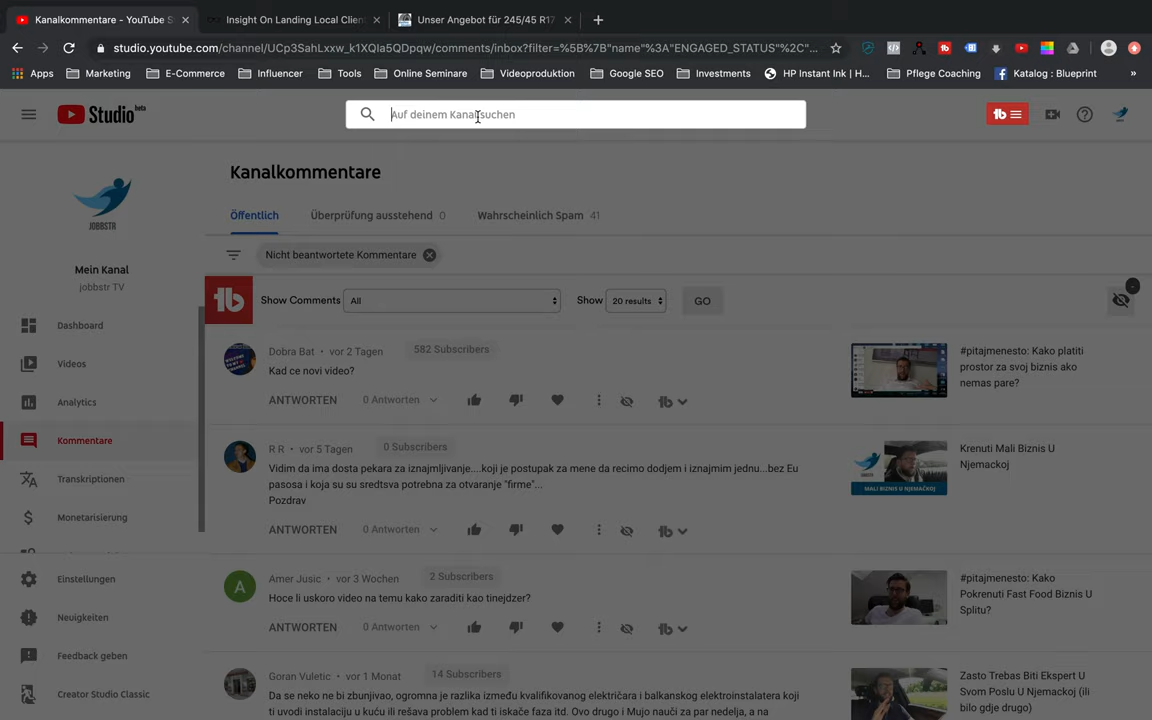 Kanalkommentare - YouTube S
Insight On Landing Local Clien
Unser Angebot für 245/45 R17
studio.youtube.com/channel/UCp3SahLxxw_k1XQIa5QDpqw/comments/inbox?filter=%5B%7B"name"%3A"ENGAGED_STATUS"%2C"...
Apps
Marketing
E-Commerce
Influencer
Tools
Online Seminare
Videoproduktion
Google SEO
Investments
HP Instant Ink | H...
Pflege Coaching
Katalog : Blueprint
»
Studio beta
Auf deinem Kanal suchen
tb
Kanalkommentare
Öffentlich
Überprüfung ausstehend 0
Wahrscheinlich Spam 41
JOBBSTR
Mein Kanal
jobbstr TV
Dashboard
Videos
Analytics
Kommentare
Transkriptionen
Monetarisierung
Einstellungen
Neuigkeiten
Feedback geben
Creator Studio Classic
Nicht beantwortete Kommentare
tb
Show Comments
All
Show
20 results
GO
-
Dobra Bat • vor 2 Tagen
582 Subscribers
Kad ce novi video?
ANTWORTEN
0 Antworten
tb
#pitajmenesto: Kako platiti
prostor za svoj biznis ako
nemas pare?
R R • vor 5 Tagen
0 Subscribers
Vidim da ima dosta pekara za iznajmljivanje....koji je postupak za mene da recimo dodjem i iznajmim jednu...bez Eu
pasosa i koja su su sredtsva potrebna za otvaranje "firme"...
Pozdrav
ANTWORTEN
0 Antworten
tb
MALI BIZNIS U NJEMAČKOJ
Krenuti Mali Biznis U
Njemackoj
A
Amer Jusic • vor 3 Wochen
2 Subscribers
Hoce li uskoro video na temu kako zaraditi kao tinejdzer?
ANTWORTEN
0 Antworten
tb
#pitajmenesto: Kako
Pokrenuti Fast Food Biznis U
Splitu?
Goran Vuletic • vor 1 Monat
14 Subscribers
Da se neko ne bi zbunjivao, ogromna je razlika između kvalifikovanog električara i balkanskog elektroinstalatera koji
ti uvodi instalaciju u kuću ili rešava problem kad ti iskače faza itd. Ovo drugo i Mujo nauči za par nedelja, a na
Zasto Trebas Biti Ekspert U
Svom Poslu U Njemackoj (ili
bilo gdje drugo)